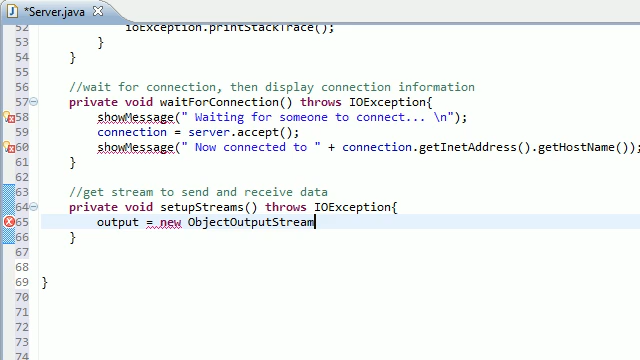 *Server.java
52 ioException.printStackTrace();
53 }
54 }
55
56 //wait for connection, then display connection information
57 private void waitForConnection() throws IOException{
58 showMessage(" Waiting for someone to connect... \n");
59 connection = server.accept();
60 showMessage(" Now connected to " + connection.getInetAddress().getHostName());
61 }
62
63 //get stream to send and receive data
64 private void setupStreams() throws IOException{
65 output = new ObjectOutputStream
66 }
67
68
69 }
70
71
72
73
74